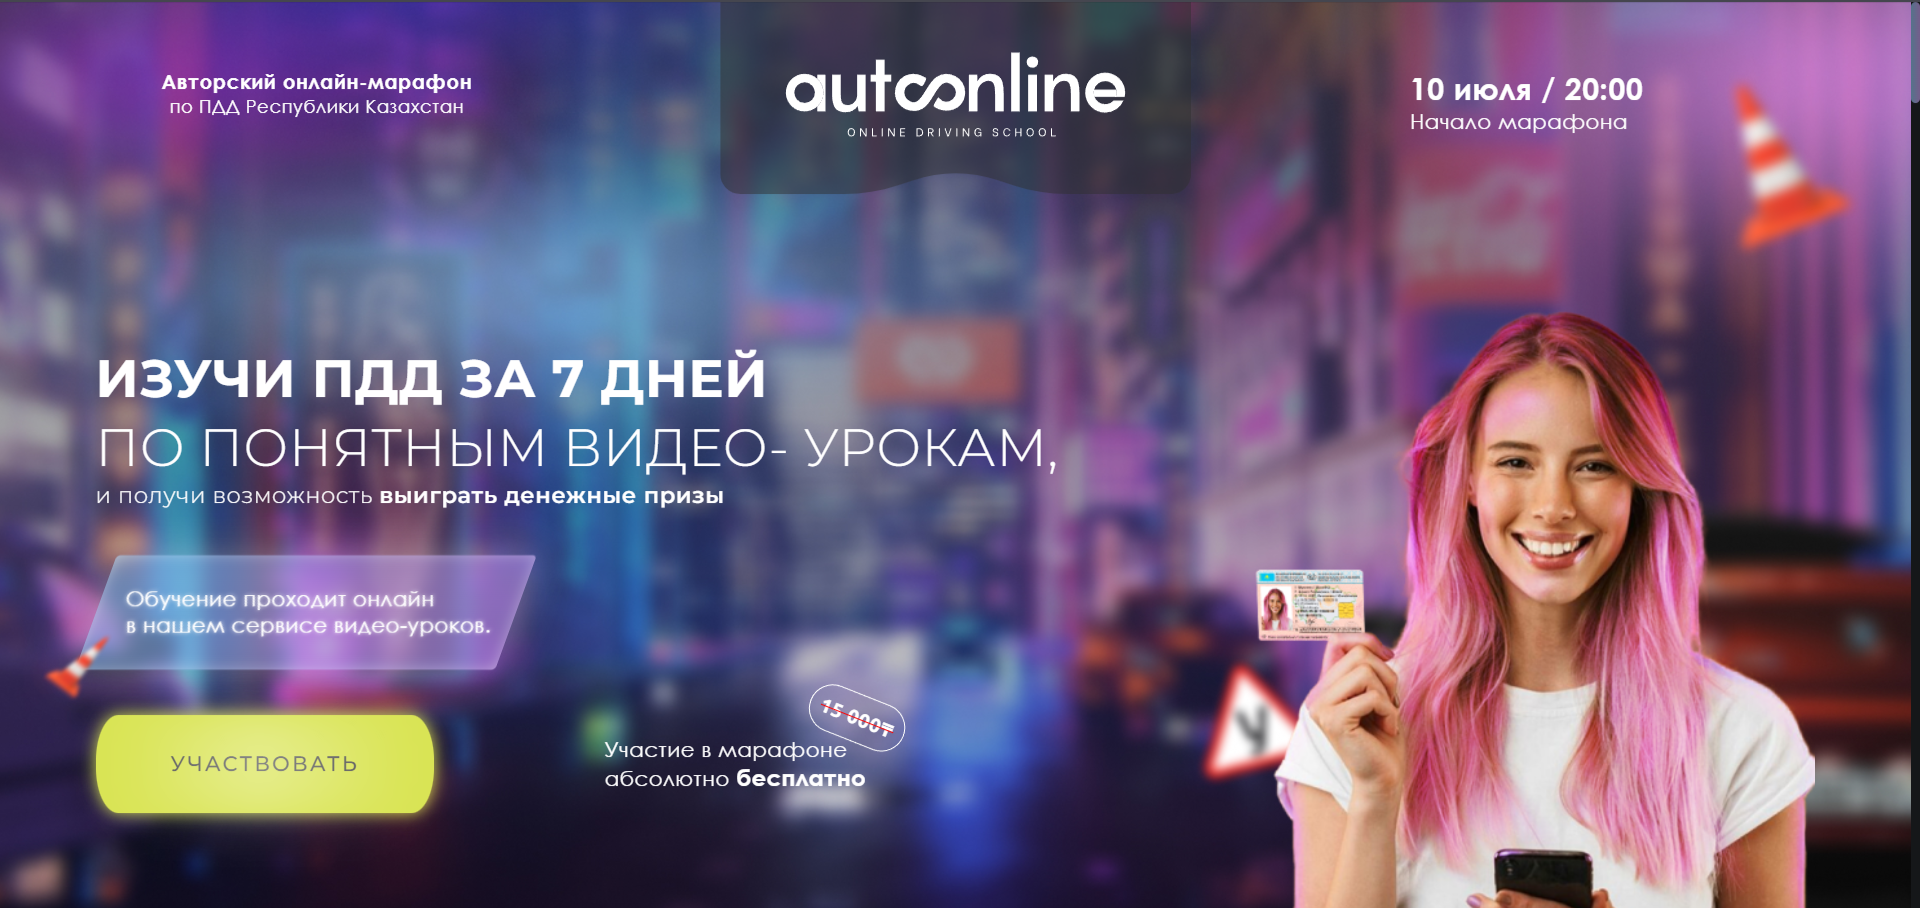 Авторский онлайн-марафон
по ПДД Республики Казахстан
autoonline
ONLINE DRIVING SCHOOL
10 июля / 20:00
Начало марафона
ИЗУЧИ ПДД ЗА 7 ДНЕЙ
ПО ПОНЯТНЫМ ВИДЕО- УРОКАМ,
и получи возможность выиграть денежные призы
Обучение проходит онлайн
в нашем сервисе видео-уроков.
УЧАСТВОВАТЬ
15 000₸
Участие в марафоне
абсолютно бесплатно
У